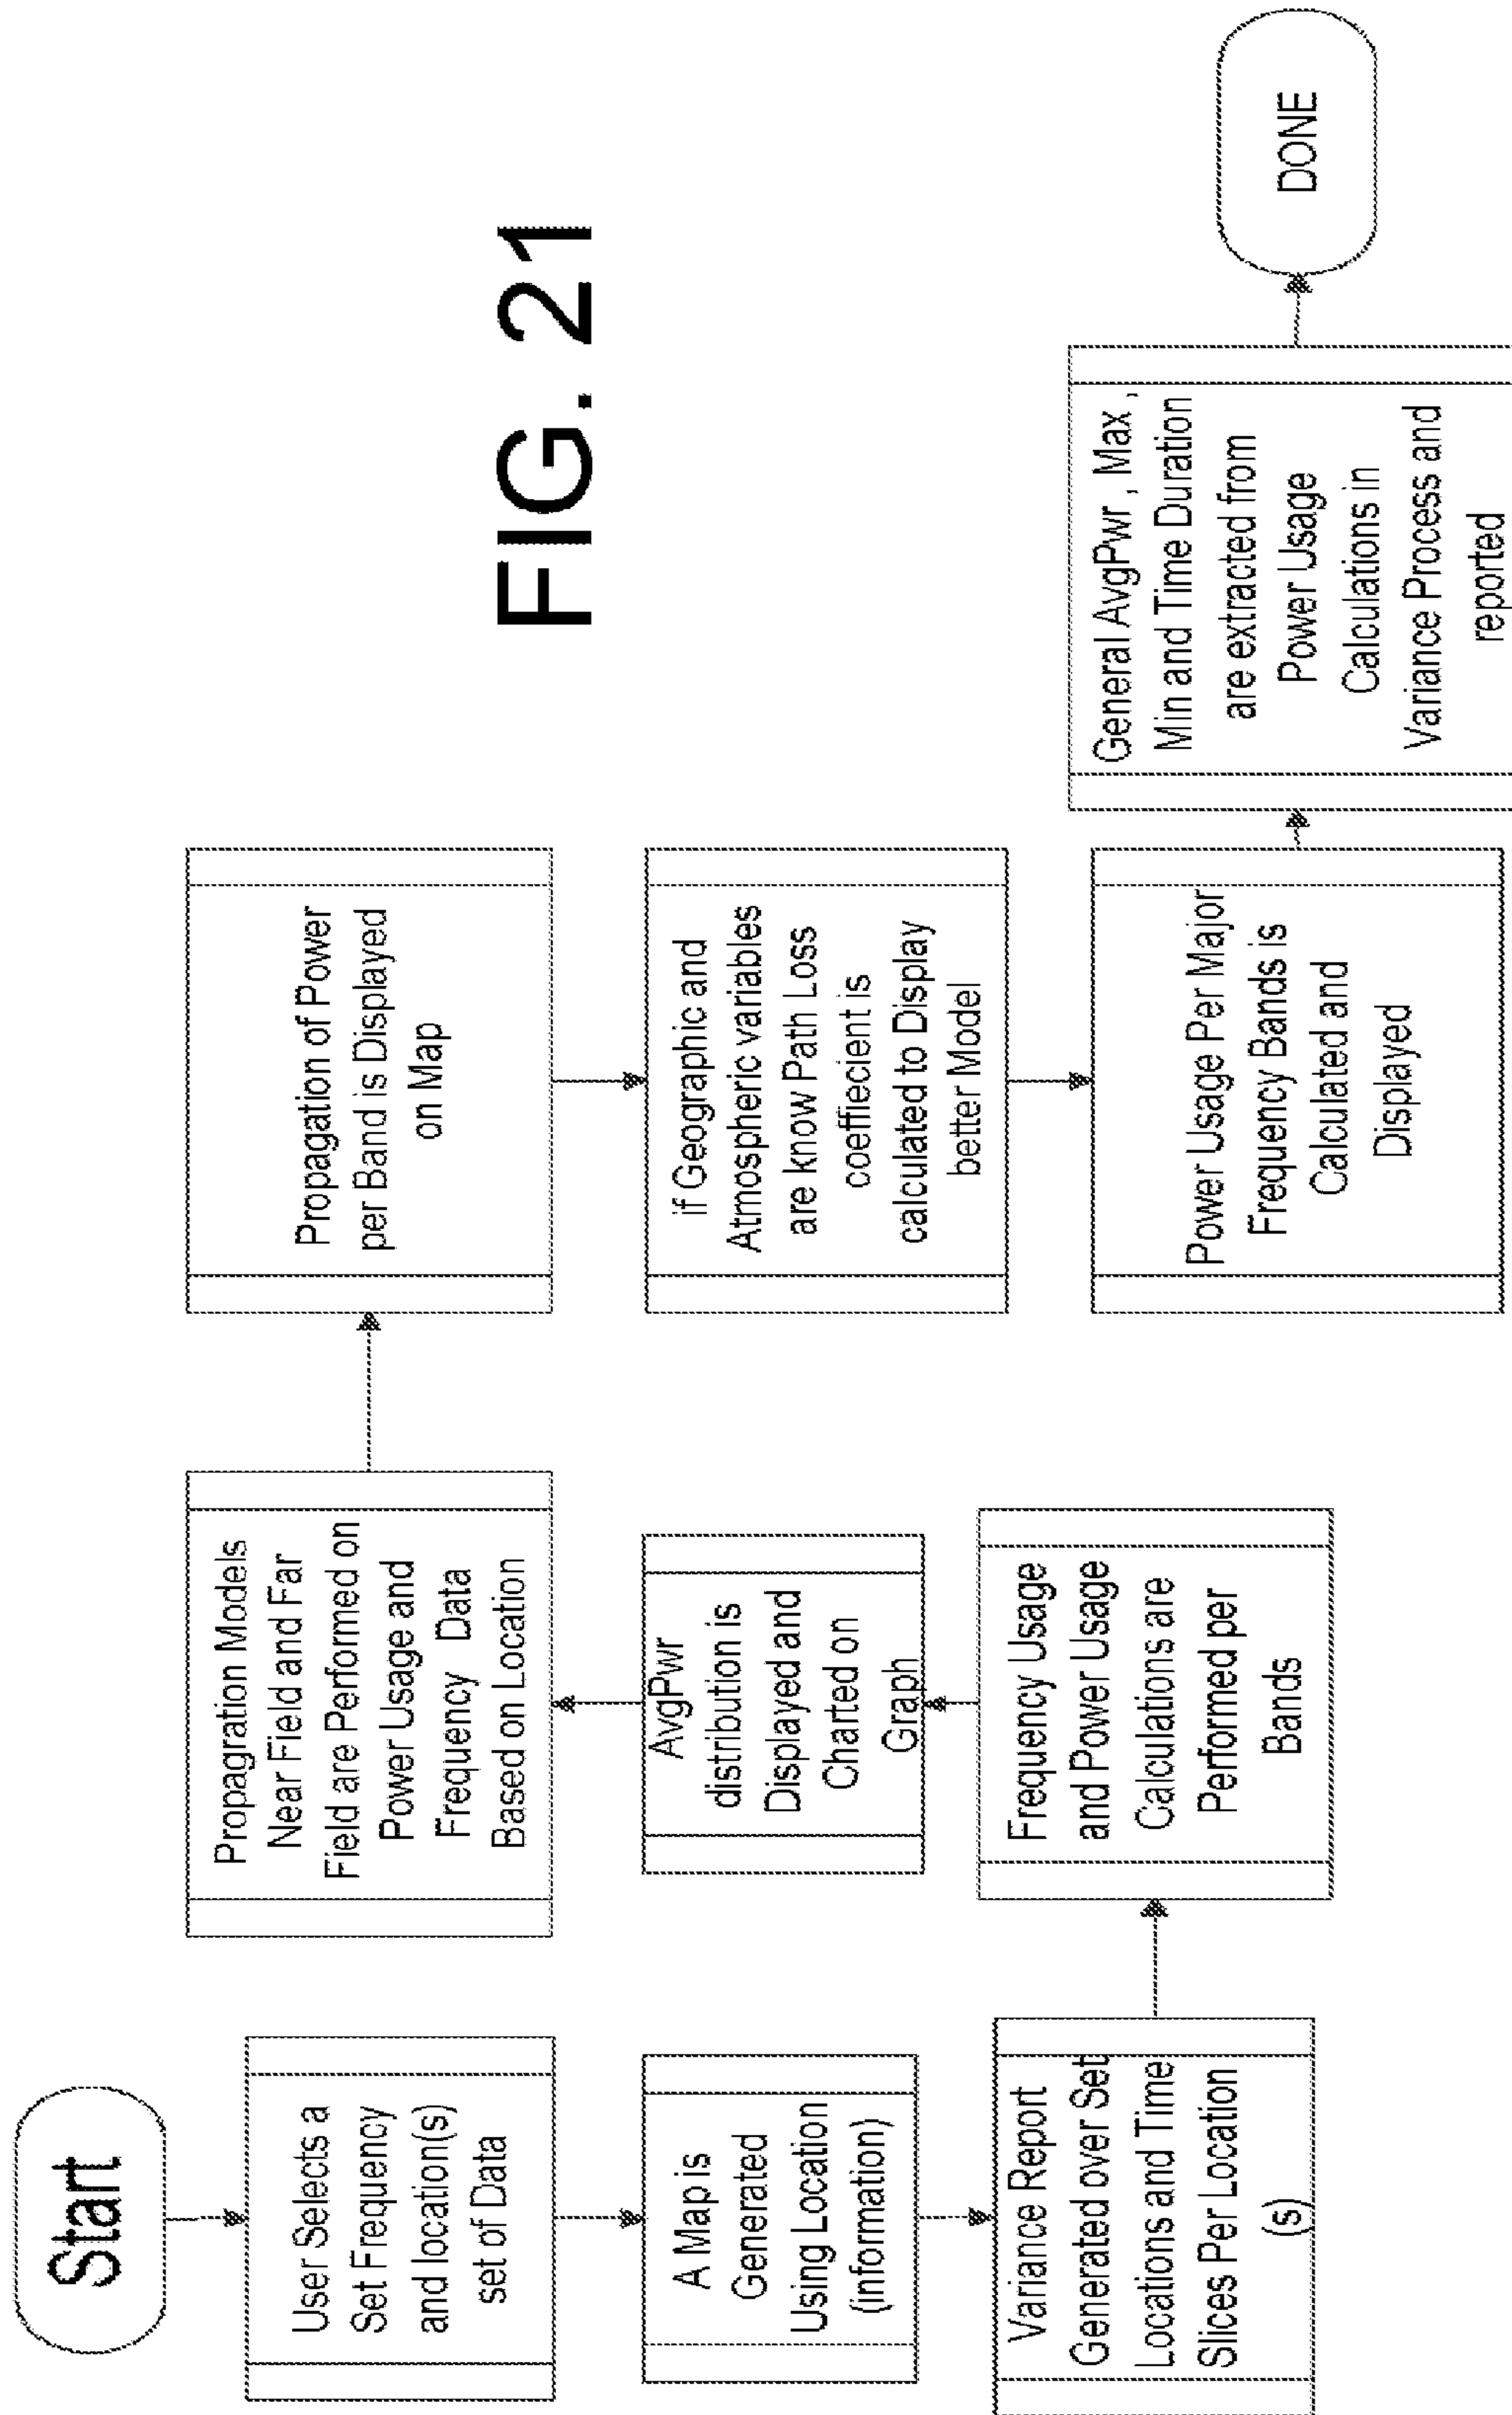 Start
User Selects a
Set Frequency
and location(s)
set of Data
A Map is
Generated
Using Location
(information)
Variance Report
Generated over Set
Locations and Time
Slices Per Location
(s)
Frequency Usage
and Power Usage
Calculations are
Performed per
Bands
AvgPwr
distribution is
Displayed and
Charted on
Graph
Propagration Models
Near Field and Far
Field are Performed on
Power Usage and
Frequency Data
Based on Location
Propagation of Power
per Band is Displayed
on Map
if Geographic and
Atmospheric variables
are know Path Loss
coeffiecient is
calculated to Display
better Model
Power Usage Per Major
Frequency Bands is
Calculated and
Displayed
General AvgPwr , Max ,
Min and Time Duration
are extracted from
Power Usage
Calculations in
Variance Process and
reported
DONE
FIG. 21